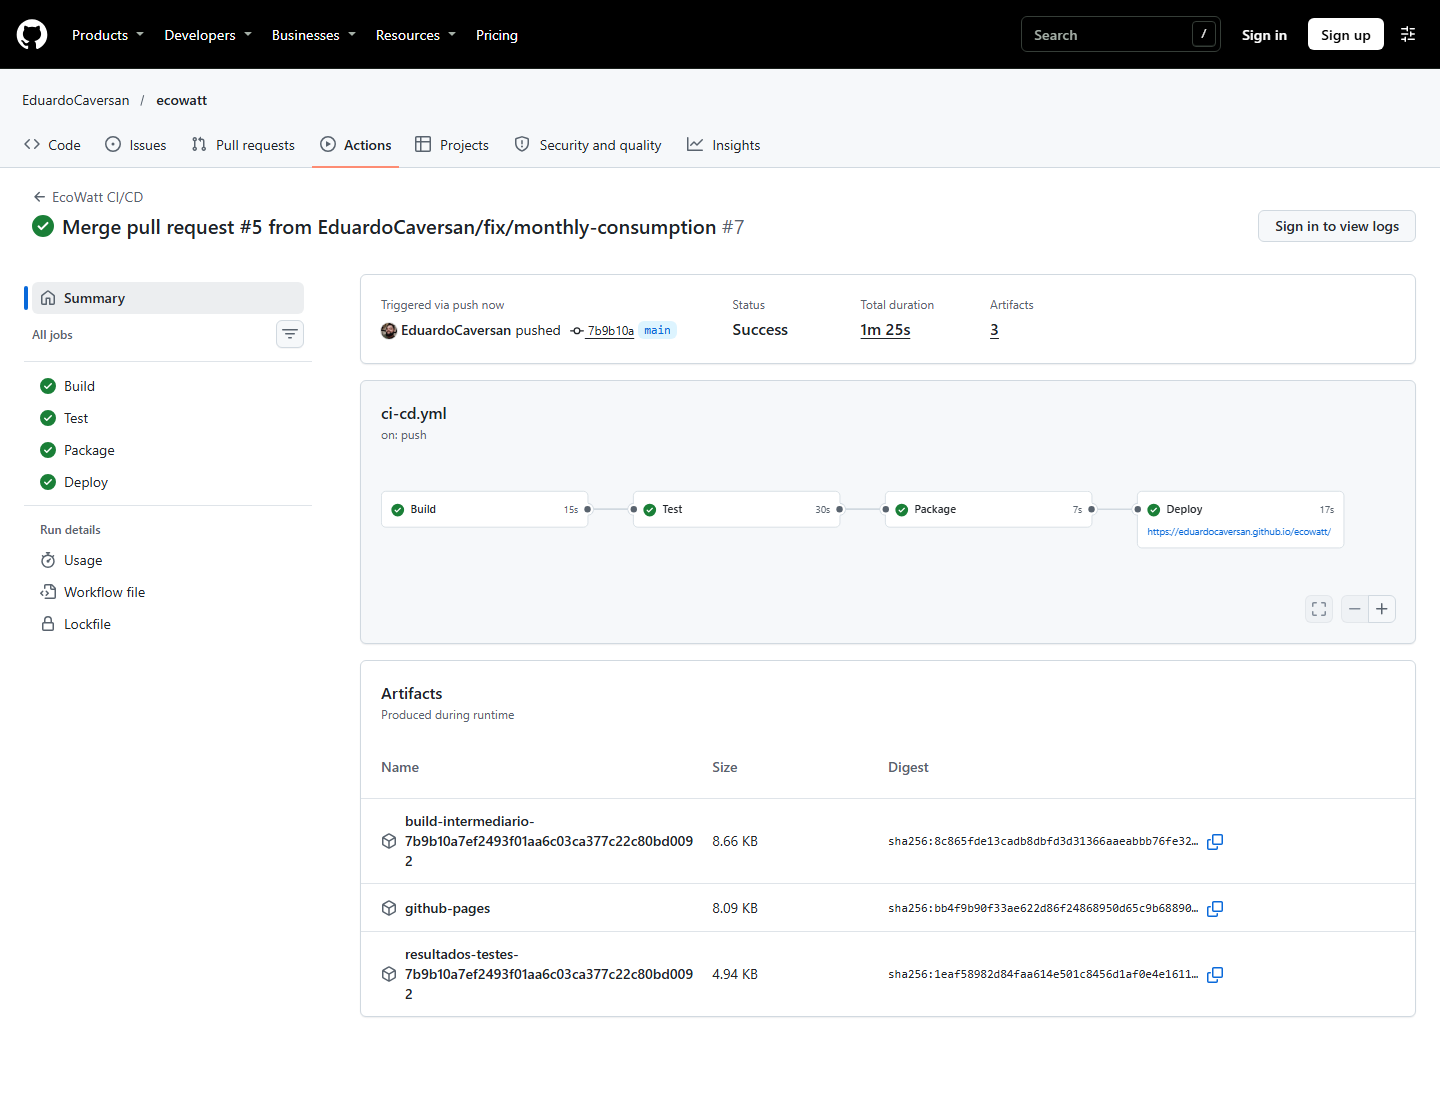 Products Developers Businesses Resources Pricing Search / Sign in Sign up
EduardoCaversan / ecowatt
Code Issues Pull requests Actions Projects Security and quality Insights
EcoWatt CI/CD
Merge pull request #5 from EduardoCaversan/fix/monthly-consumption #7
Sign in to view logs
Summary
All jobs
Build
Test
Package
Deploy
Run details
Usage
Workflow file
Lockfile
Triggered via push now
EduardoCaversan pushed 7b9b10a main
Status
Success
Total duration
1m 25s
Artifacts
3
ci-cd.yml
on: push
Build 15s
Test 30s
Package 7s
Deploy 17s
https://eduardocaversan.github.io/ecowatt/
Artifacts
Produced during runtime
Name Size Digest
build-intermediario-
7b9b10a7ef2493f01aa6c03ca377c22c80bd009 8.66 KB sha256:8c865fde13cadb8dbfd3d31366aaeabbb76fe32…
2
github-pages 8.09 KB sha256:bb4f9b90f33ae622d86f24868950d65c9b68890…
resultados-testes-
7b9b10a7ef2493f01aa6c03ca377c22c80bd009 4.94 KB sha256:1eaf58982d84faa614e501c8456d1af0e4e1611…
2